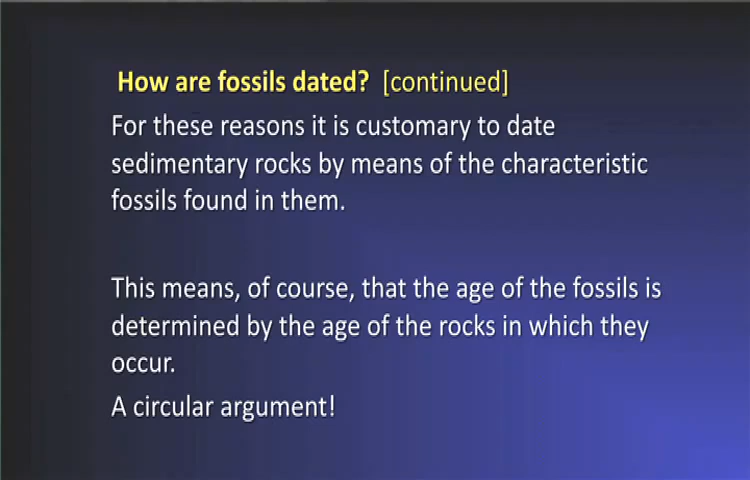 How are fossils dated? [continued]
For these reasons it is customary to date
sedimentary rocks by means of the characteristic
fossils found in them.
This means, of course, that the age of the fossils is
determined by the age of the rocks in which they
occur.
A circular argument!